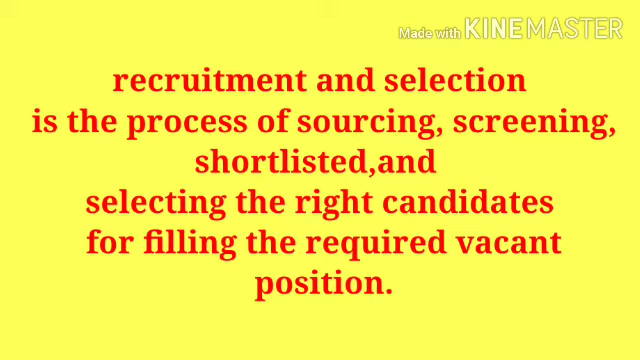 Made with KINEMASTER
recruitment and selection
is the process of sourcing, screening,
shortlisted,and
selecting the right candidates
for filling the required vacant
position.